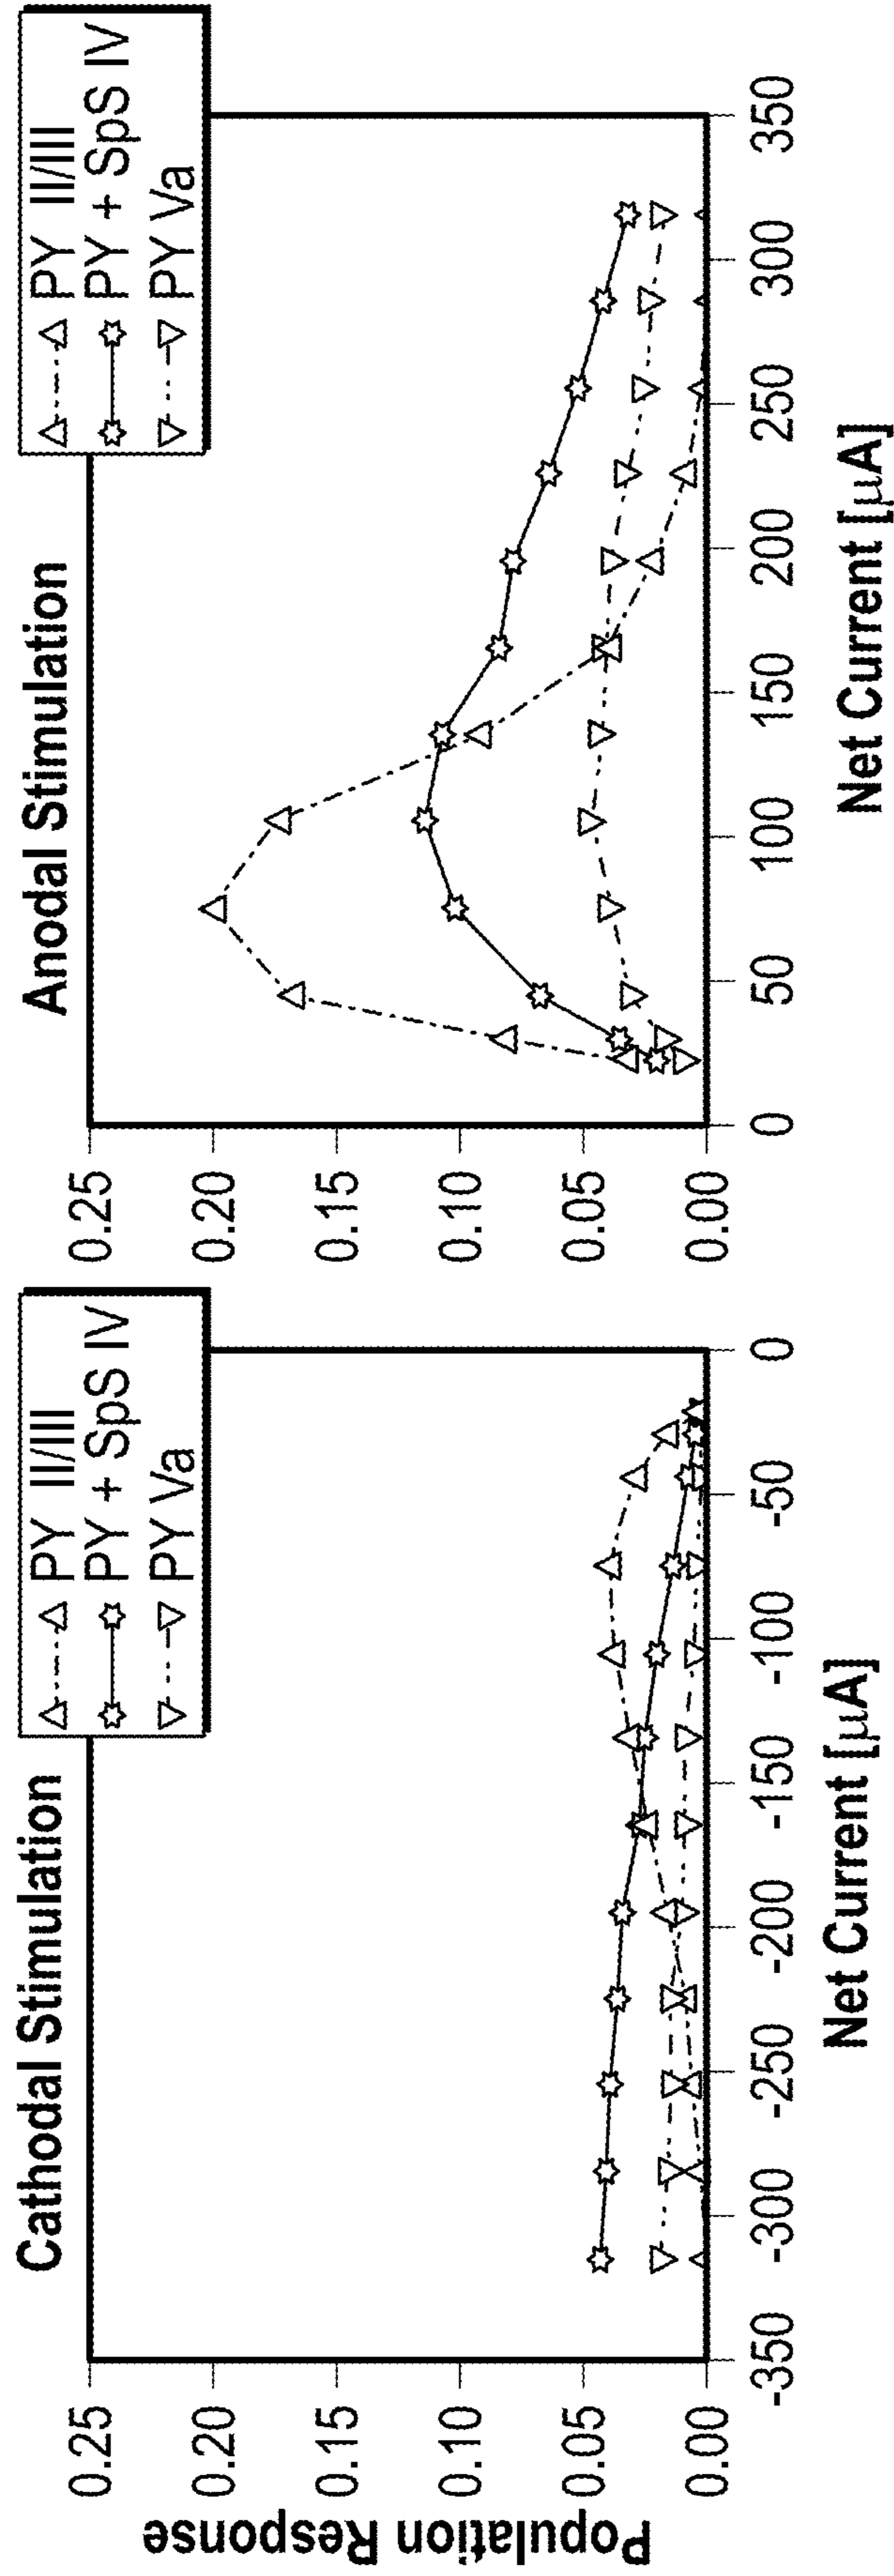 Cathodal Stimulation
PY II/III
PY + SpS IV
PY Va
Population Response
0.25
0.20
0.15
0.10
0.05
0.00
-350
-300
-250
-200
-150
-100
-50
0
Net Current [μA]
Anodal Stimulation
PY II/III
PY + SpS IV
PY Va
0.25
0.20
0.15
0.10
0.05
0.00
0
50
100
150
200
250
300
350
Net Current [μA]